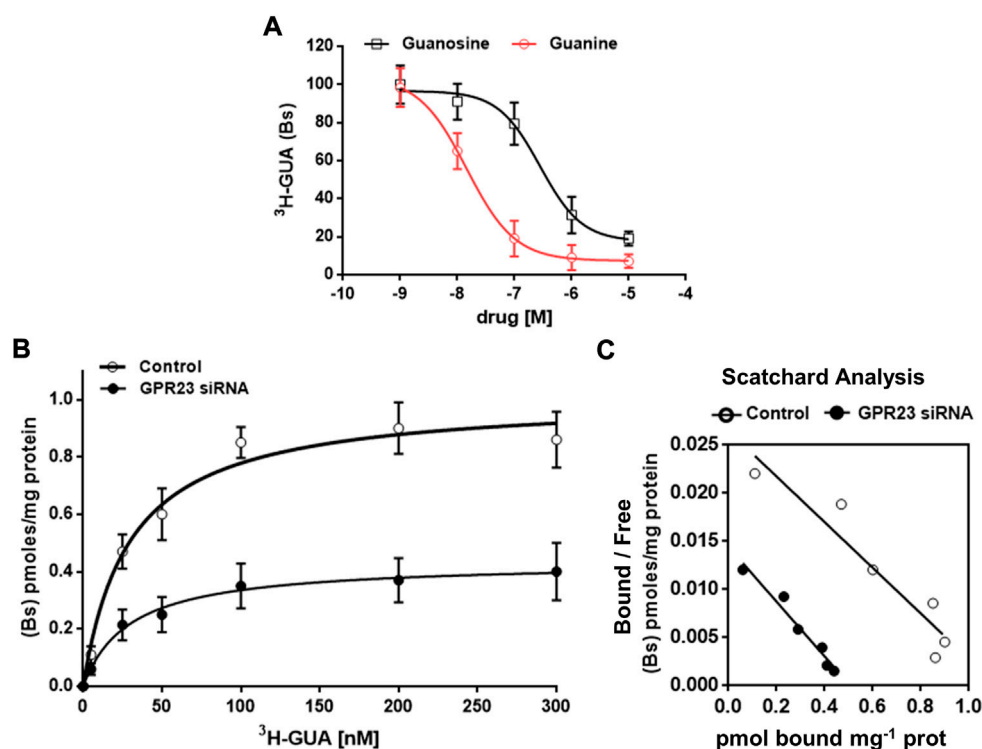 A
Guanosine Guanine
³H-GUA (Bs)
120
100
80
60
40
20
0
-10 -9 -8 -7 -6 -5 -4
drug [M]
B
Control
GPR23 siRNA
(Bs) pmoles/mg protein
1.0
0.8
0.6
0.4
0.2
0.0
0 50 100 150 200 250 300
³H-GUA [nM]
C
Scatchard Analysis
Control GPR23 siRNA
Bound / Free
(Bs) pmoles/mg protein
0.025
0.020
0.015
0.010
0.005
0.000
0.0 0.2 0.4 0.6 0.8 1.0
pmol bound mg⁻¹ prot